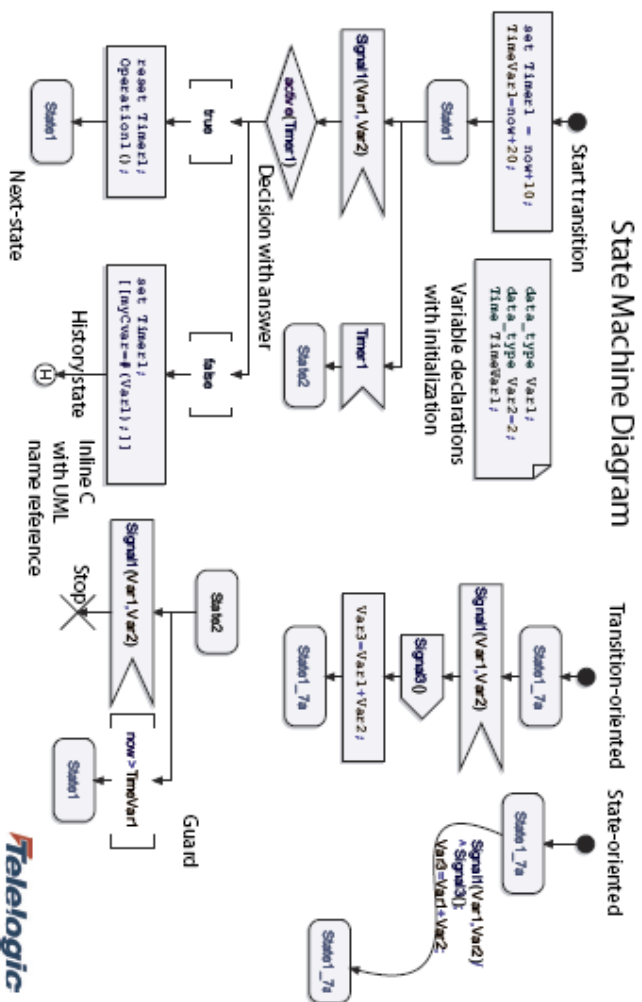 State Machine Diagram
Start transition
set Timer1 = now+10;
TimeVar1=now+20;
data_type Var1;
data_type Var2=2;
Time TimeVar1;
Variable declarations
with initialization
State1
Signal1(Var1,Var2)
Timer1
State2
active(Timer1)
Decision with answer
true
false
reset Timer1;
Operation1();
set Timer1;
[[myCvar=#(Var1);]]
State1
Next-state
History state
H
Inline C
with UML
name reference
Transition-oriented
State-oriented
State1_7a
Signal1(Var1,Var2)
Signal3()
Var3=Var1+Var2;
State1_7a
State1_7a
Signal1(Var1,Var2)/
^ Signal3();
Var3=Var1+Var2;
State1_7a
State2
Signal1(Var1,Var2)
Stop
Guard
now>TimeVar1
State1
Telelogic